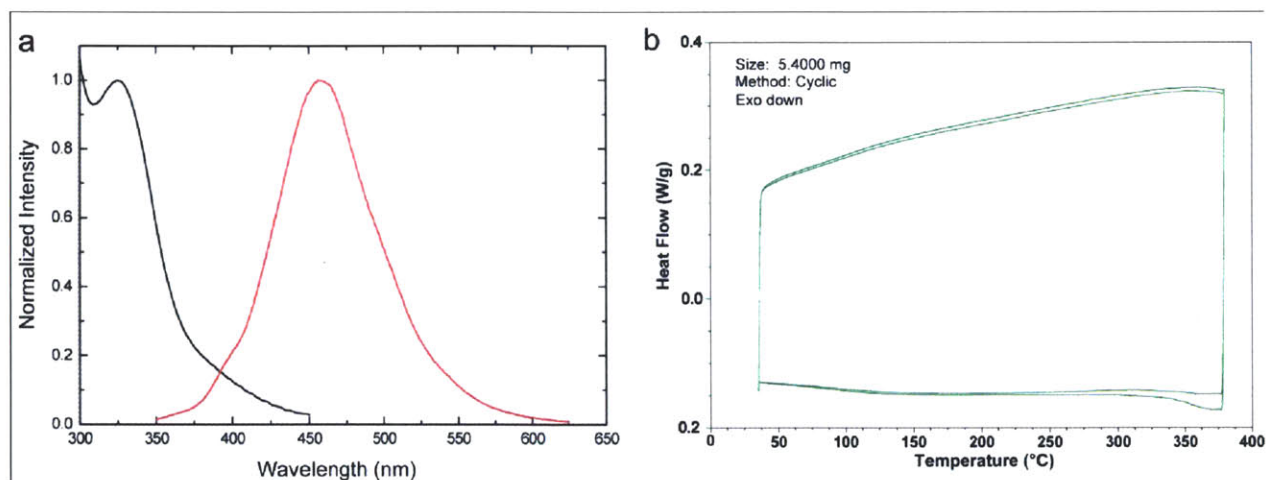 a
1.0
0.8
0.6
0.4
0.2
0.0
Normalized Intensity
300 350 400 450 500 550 600 650
Wavelength (nm)
b
0.4
0.2
0.0
0.2
Heat Flow (W/g)
Size: 5.4000 mg
Method: Cyclic
Exo down
0 50 100 150 200 250 300 350 400
Temperature (°C)